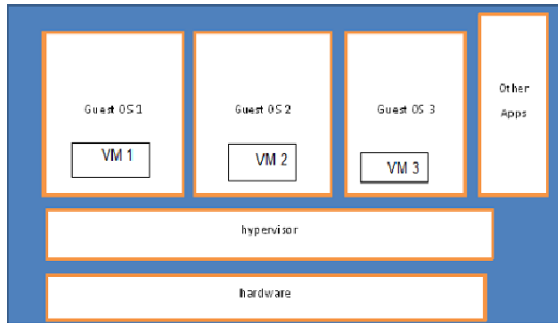 Guest OS 1
VM 1
Guest OS 2
VM 2
Guest OS 3
VM 3
Other
Apps
hypervisor
hardware